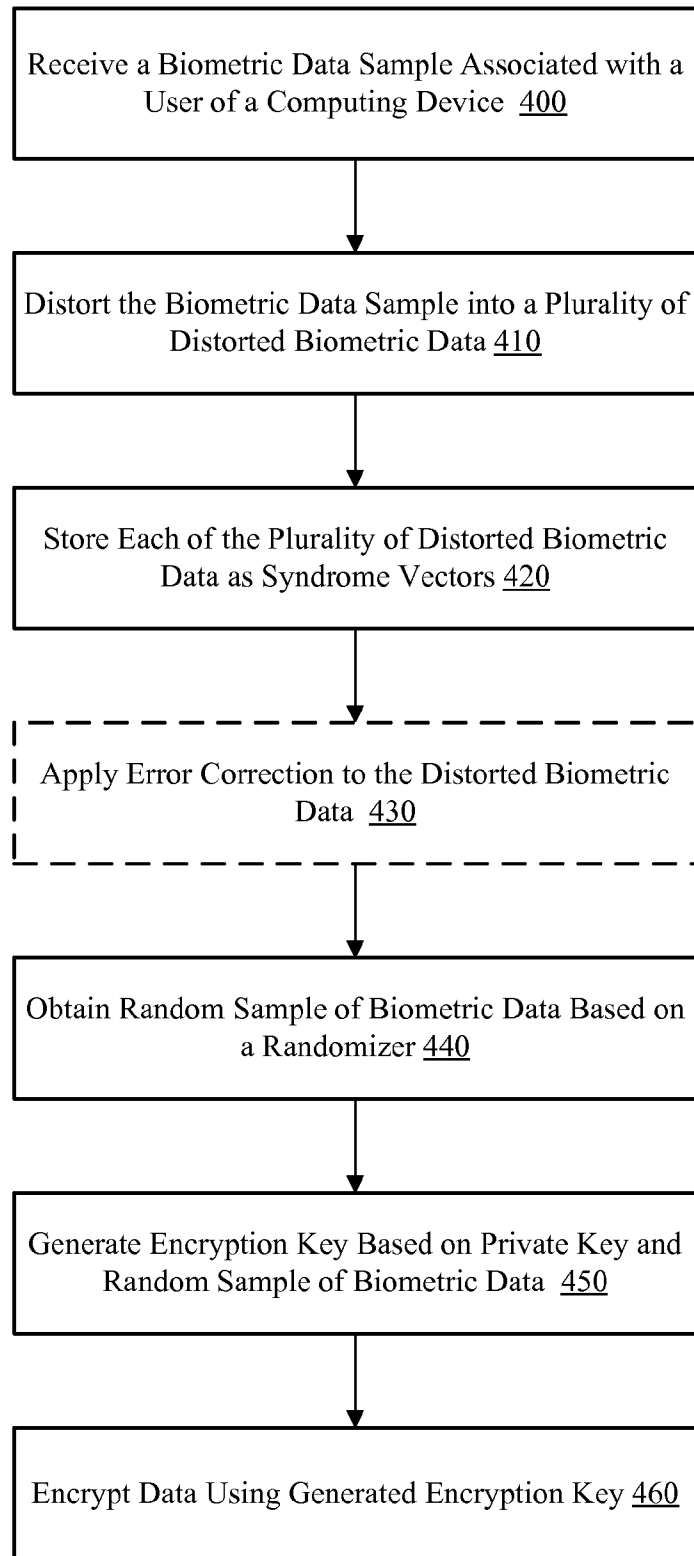 Receive a Biometric Data Sample Associated with a
User of a Computing Device 400
Distort the Biometric Data Sample into a Plurality of
Distorted Biometric Data 410
Store Each of the Plurality of Distorted Biometric
Data as Syndrome Vectors 420
Apply Error Correction to the Distorted Biometric
Data 430
Obtain Random Sample of Biometric Data Based on
a Randomizer 440
Generate Encryption Key Based on Private Key and
Random Sample of Biometric Data 450
Encrypt Data Using Generated Encryption Key 460